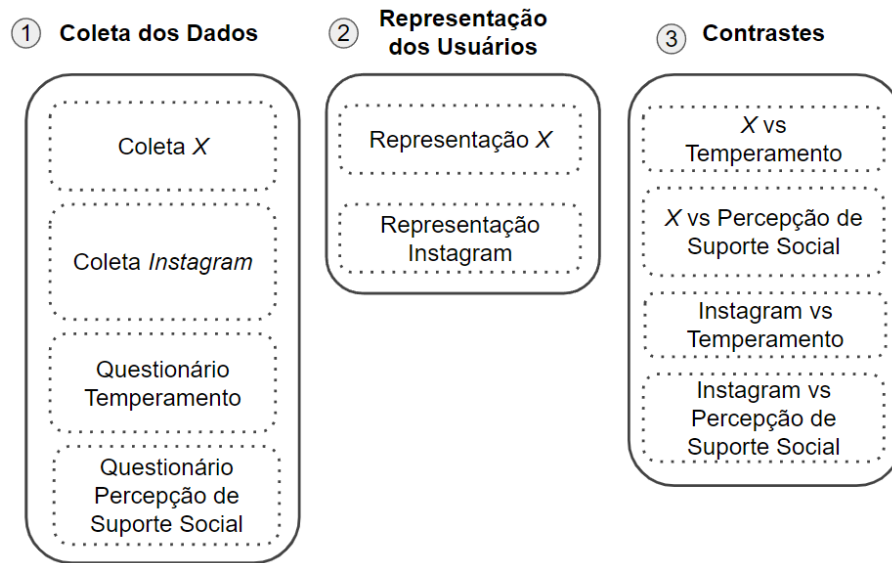 1 Coleta dos Dados
Coleta X
Coleta Instagram
Questionário
Temperamento
Questionário
Percepção de
Suporte Social
2 Representação
dos Usuários
Representação X
Representação
Instagram
3 Contrastes
X vs
Temperamento
X vs Percepção de
Suporte Social
Instagram vs
Temperamento
Instagram vs
Percepção de
Suporte Social